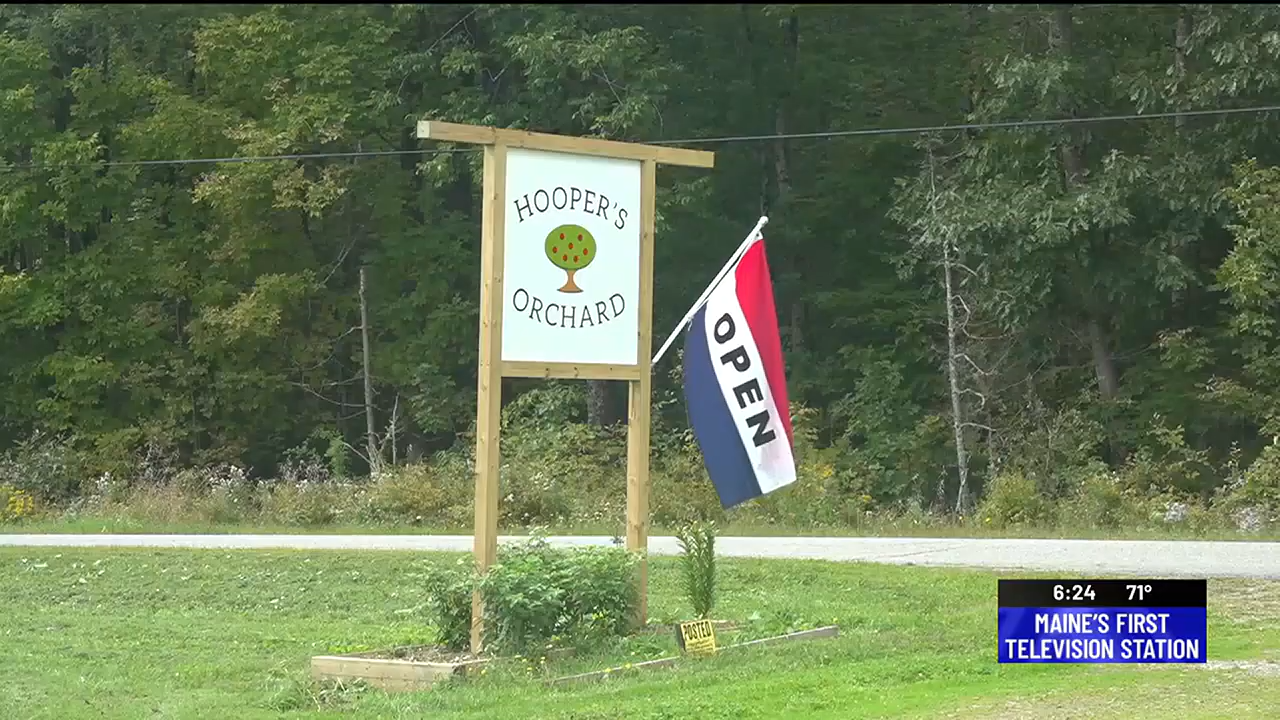 HOOPER'S
ORCHARD
OPEN
POSTED
6:24 71°
MAINE'S FIRST
TELEVISION STATION